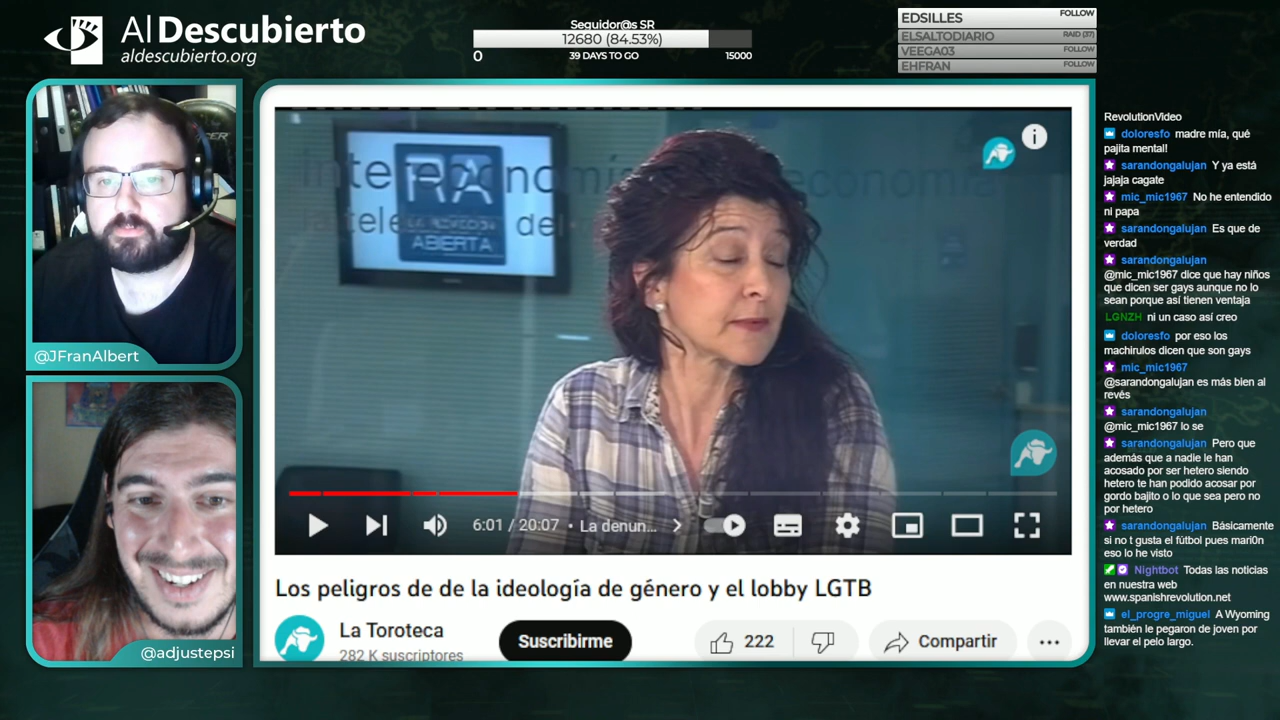 Al Descubierto
aldescubierto.org
Seguidor@s SR
12680 (84.53%)
0
39 DAYS TO GO
15000
EDSILLES
FOLLOW
ELSALTODIARIO
RAID (37)
VEEGA03
FOLLOW
EHFRAN
FOLLOW
@JFranAlbert
@adjustepsi
RA
ABIERTA
i
6:01 / 20:07 • La denun...
Los peligros de de la ideología de género y el lobby LGTB
La Toroteca
282 K suscriptores
Suscribirme
222
Compartir
RevolutionVideo
doloresfo madre mía, qué
pajita mental!
sarandongalujan Y ya está
jajaja cagate
mic_mic1967 No he entendido
ni papa
sarandongalujan Es que de
verdad
sarandongalujan
@mic_mic1967 dice que hay niños
que dicen ser gays aunque no lo
sean porque así tienen ventaja
LGNZH ni un caso así creo
doloresfo por eso los
machirulos dicen que son gays
mic_mic1967
@sarandongalujan es más bien al
revés
sarandongalujan
@mic_mic1967 lo se
sarandongalujan Pero que
además que a nadie le han
acosado por ser hetero siendo
hetero te han podido acosar por
gordo bajito o lo que sea pero no
por hetero
sarandongalujan Básicamente
si no t gusta el fútbol pues mari0n
eso lo he visto
Nightbot Todas las noticias
en nuestra web
www.spanishrevolution.net
el_progre_miguel A Wyoming
también le pegaron de joven por
llevar el pelo largo.